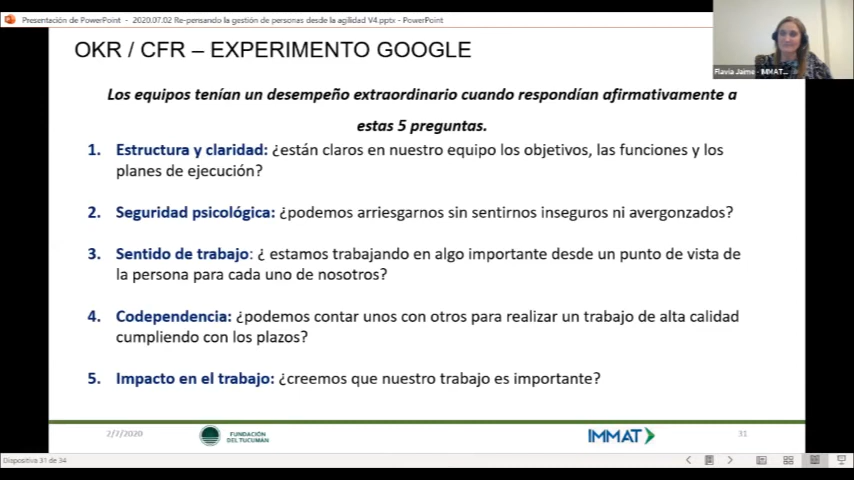 Presentación de PowerPoint - 2020.07.02 Re-pensando la gestión de personas desde la agilidad V4.pptx - PowerPoint
OKR / CFR – EXPERIMENTO GOOGLE
Flavia Jaime - IMMAT...
Los equipos tenían un desempeño extraordinario cuando respondían afirmativamente a
estas 5 preguntas.
1. Estructura y claridad: ¿están claros en nuestro equipo los objetivos, las funciones y los
planes de ejecución?
2. Seguridad psicológica: ¿podemos arriesgarnos sin sentirnos inseguros ni avergonzados?
3. Sentido de trabajo: ¿ estamos trabajando en algo importante desde un punto de vista de
la persona para cada uno de nosotros?
4. Codependencia: ¿podemos contar unos con otros para realizar un trabajo de alta calidad
cumpliendo con los plazos?
5. Impacto en el trabajo: ¿creemos que nuestro trabajo es importante?
2/7/2020
FUNDACIÓN
DEL TUCUMAN
IMMAT
31
Diapositiva 31 de 34